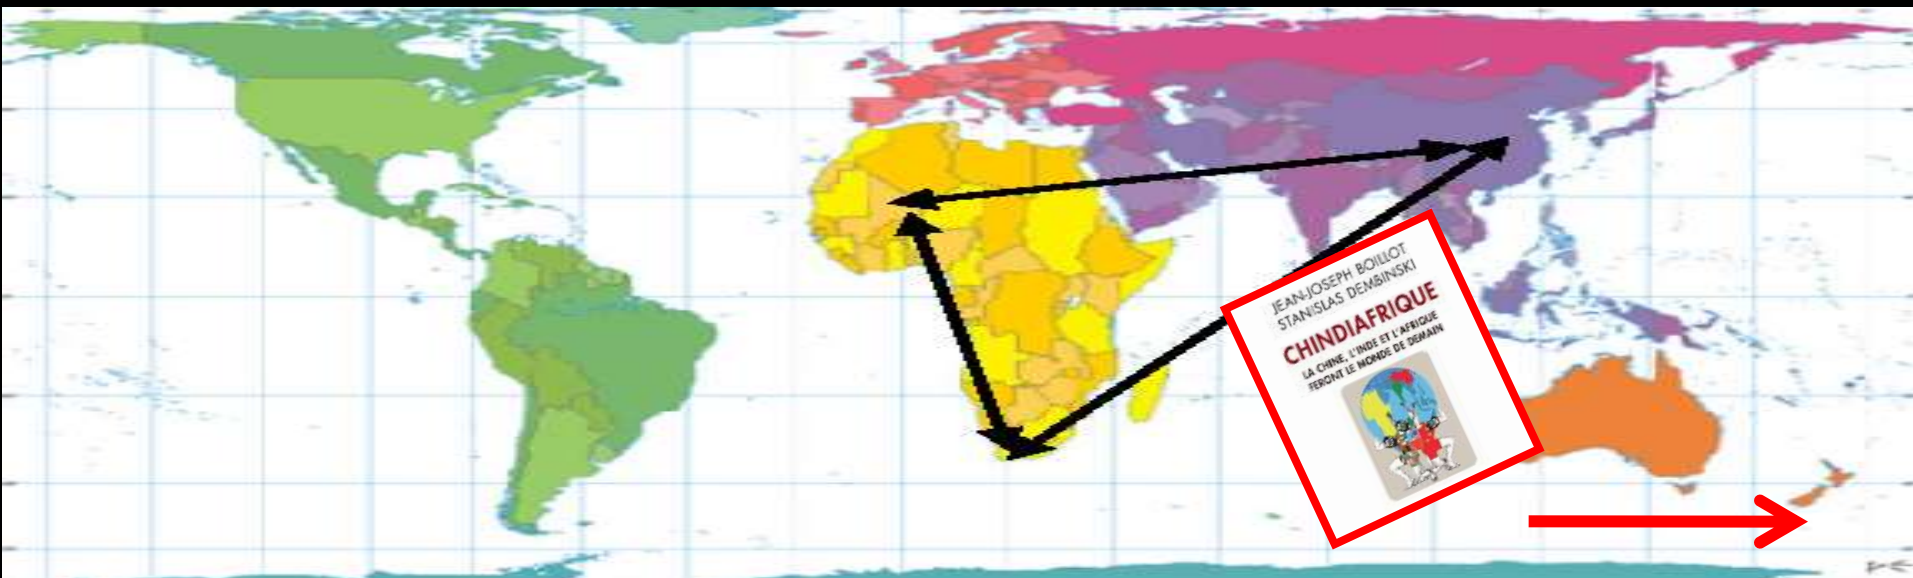 JEAN-JOSEPH BOILLOT
STANISLAS DEMBINSKI
CHINDIAFRIQUE
LA CHINE, L'INDE ET L'AFRIQUE
FERONT LE MONDE DE DEMAIN